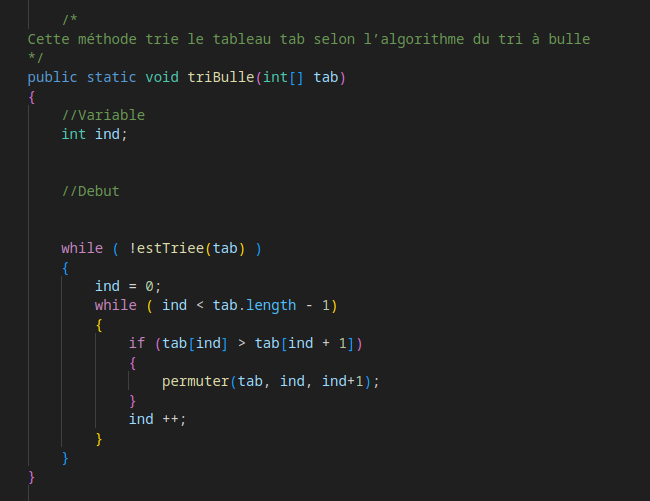 /*
Cette méthode trie le tableau tab selon l’algorithme du tri à bulle
*/
public static void triBulle(int[] tab)
{
//Variable
int ind;
//Debut
while ( !estTriee(tab) )
{
ind = 0;
while ( ind < tab.length - 1)
{
if (tab[ind] > tab[ind + 1])
{
permuter(tab, ind, ind+1);
}
ind ++;
}
}
}